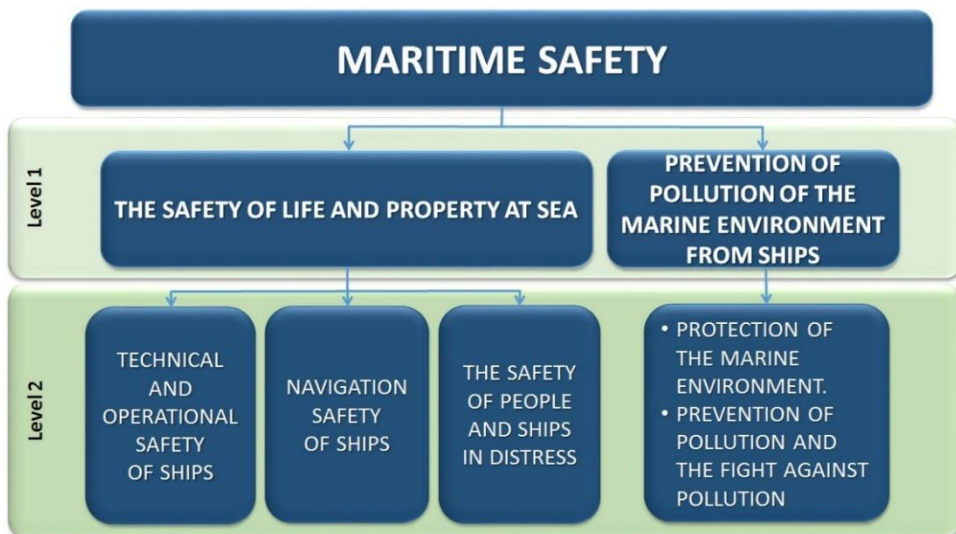 MARITIME SAFETY
Level 1
THE SAFETY OF LIFE AND PROPERTY AT SEA
PREVENTION OF
POLLUTION OF THE
MARINE ENVIRONMENT
FROM SHIPS
Level 2
TECHNICAL
AND
OPERATIONAL
SAFETY
OF SHIPS
NAVIGATION
SAFETY
OF SHIPS
THE SAFETY
OF PEOPLE
AND SHIPS
IN DISTRESS
• PROTECTION OF
THE MARINE
ENVIRONMENT.
• PREVENTION OF
POLLUTION AND
THE FIGHT AGAINST
POLLUTION